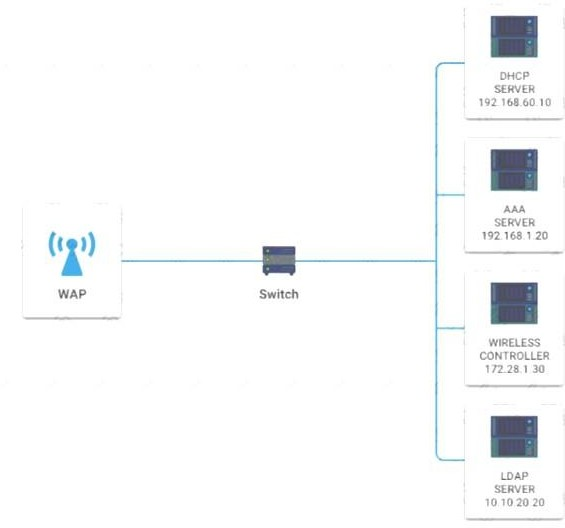 DHCP
SERVER
192.168.60.10
AAA
SERVER
192.168.1.20
WAP
Switch
WIRELESS
CONTROLLER
172.28.1.30
LDAP
SERVER
10.10.20.20